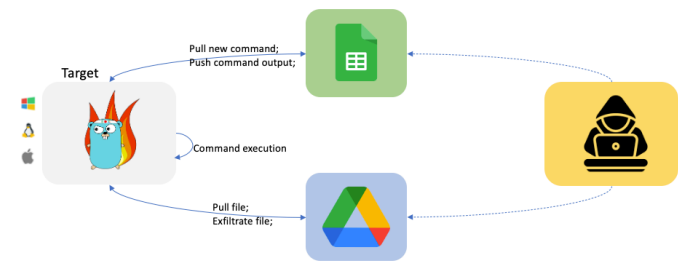 Pull new command;
Push command output;
Target
Command execution
Pull file;
Exfiltrate file;